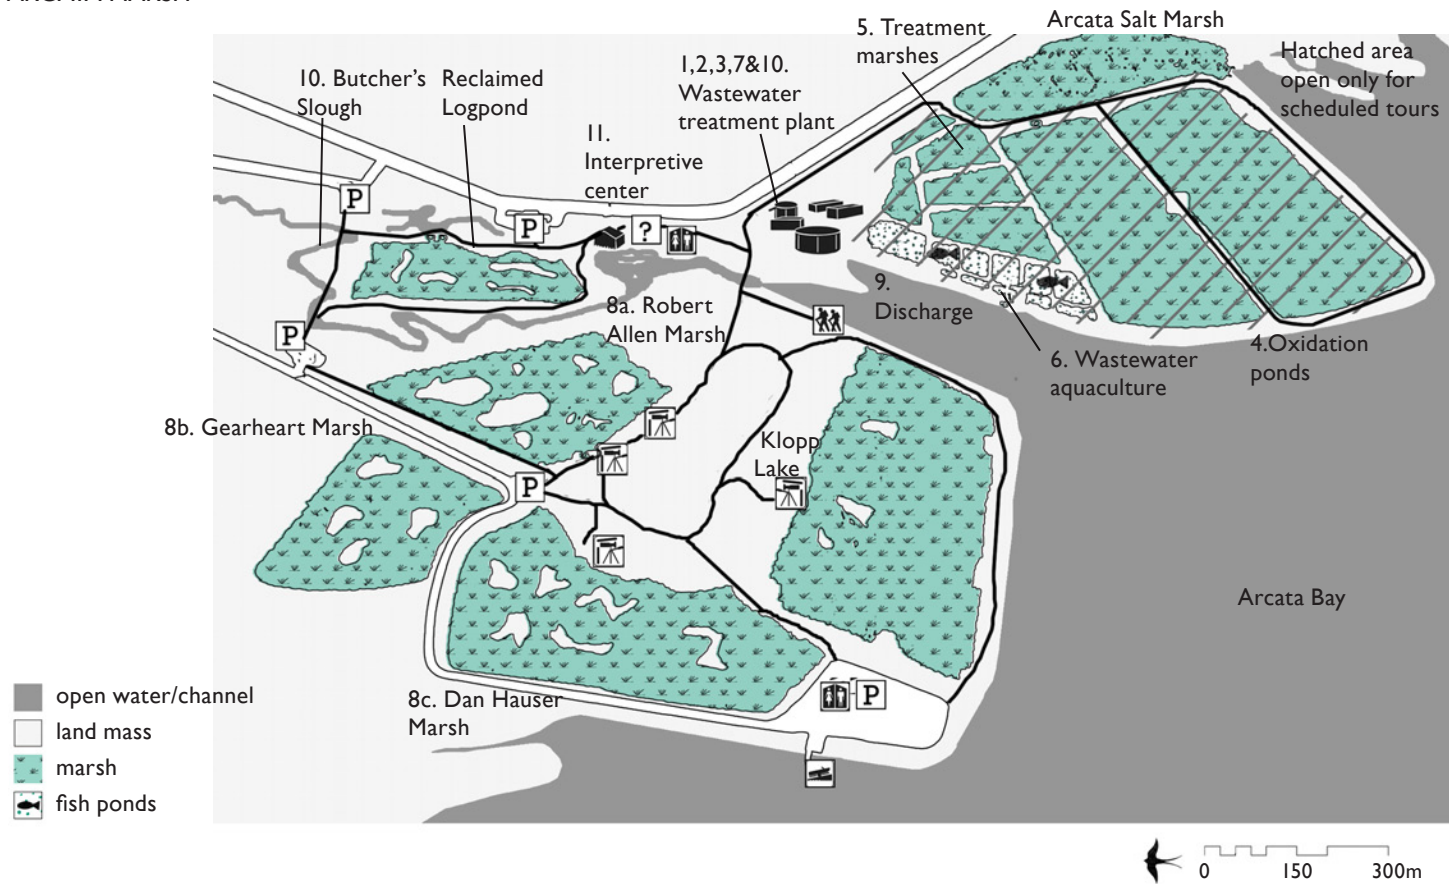 5. Treatment
marshes
Arcata Salt Marsh
Hatched area
open only for
scheduled tours
10. Butcher's
Slough
Reclaimed
Logpond
1,2,3,7&10.
Wastewater
treatment plant
11.
Interpretive
center
P
P
?
P
8a. Robert
Allen Marsh
9.
Discharge
6. Wastewater
aquaculture
4.Oxidation
ponds
8b. Gearheart Marsh
Klopp
Lake
P
Arcata Bay
8c. Dan Hauser
Marsh
P
open water/channel
land mass
marsh
fish ponds
0 150 300m